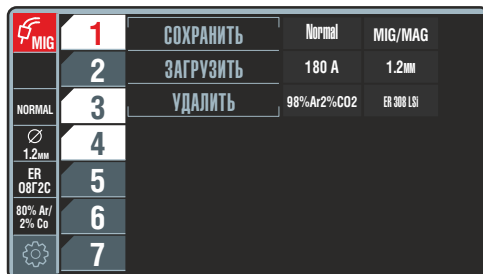 MIG
NORMAL
1.2мм
ER
08Г2С
80% Ar/
2% Co
1
2
3
4
5
6
7
СОХРАНИТЬ
ЗАГРУЗИТЬ
УДАЛИТЬ
Normal MIG/MAG
180 A 1.2мм
98%Ar2%CO2 ER 308 LSi